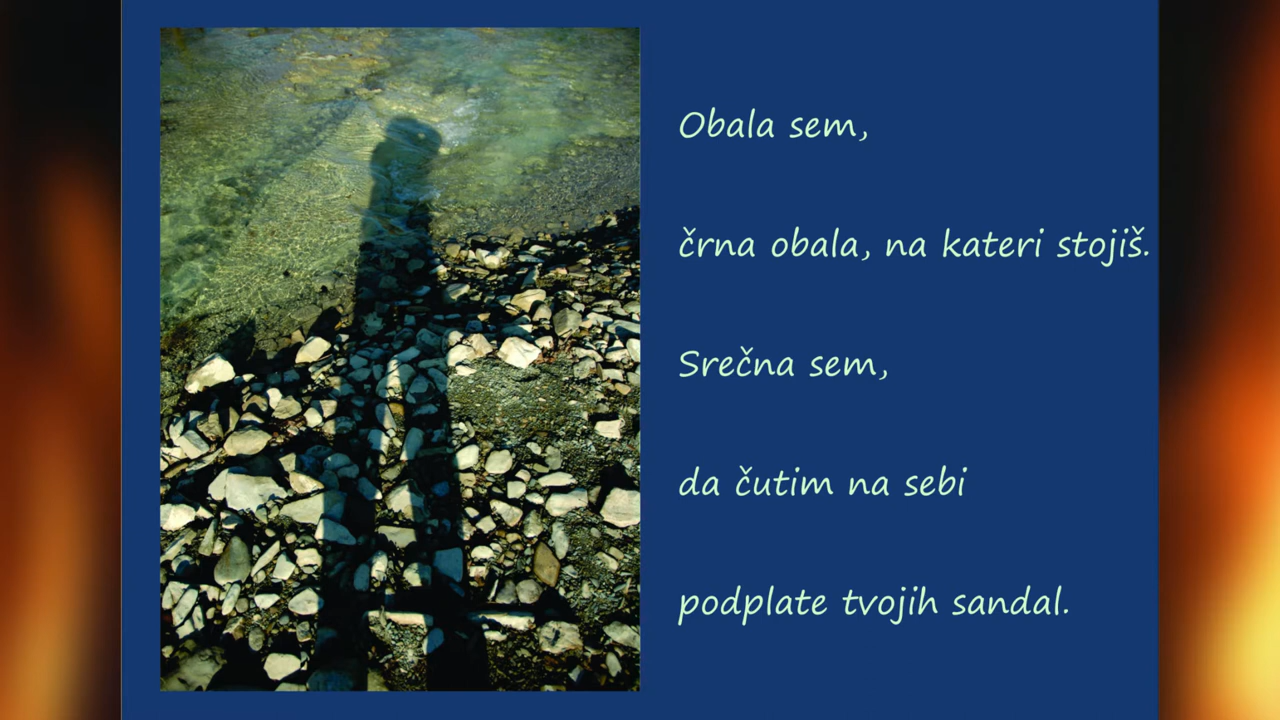 Obala sem,
črna obala, na kateri stojiš.
Srečna sem,
da čutim na sebi
podplate tvojih sandal.